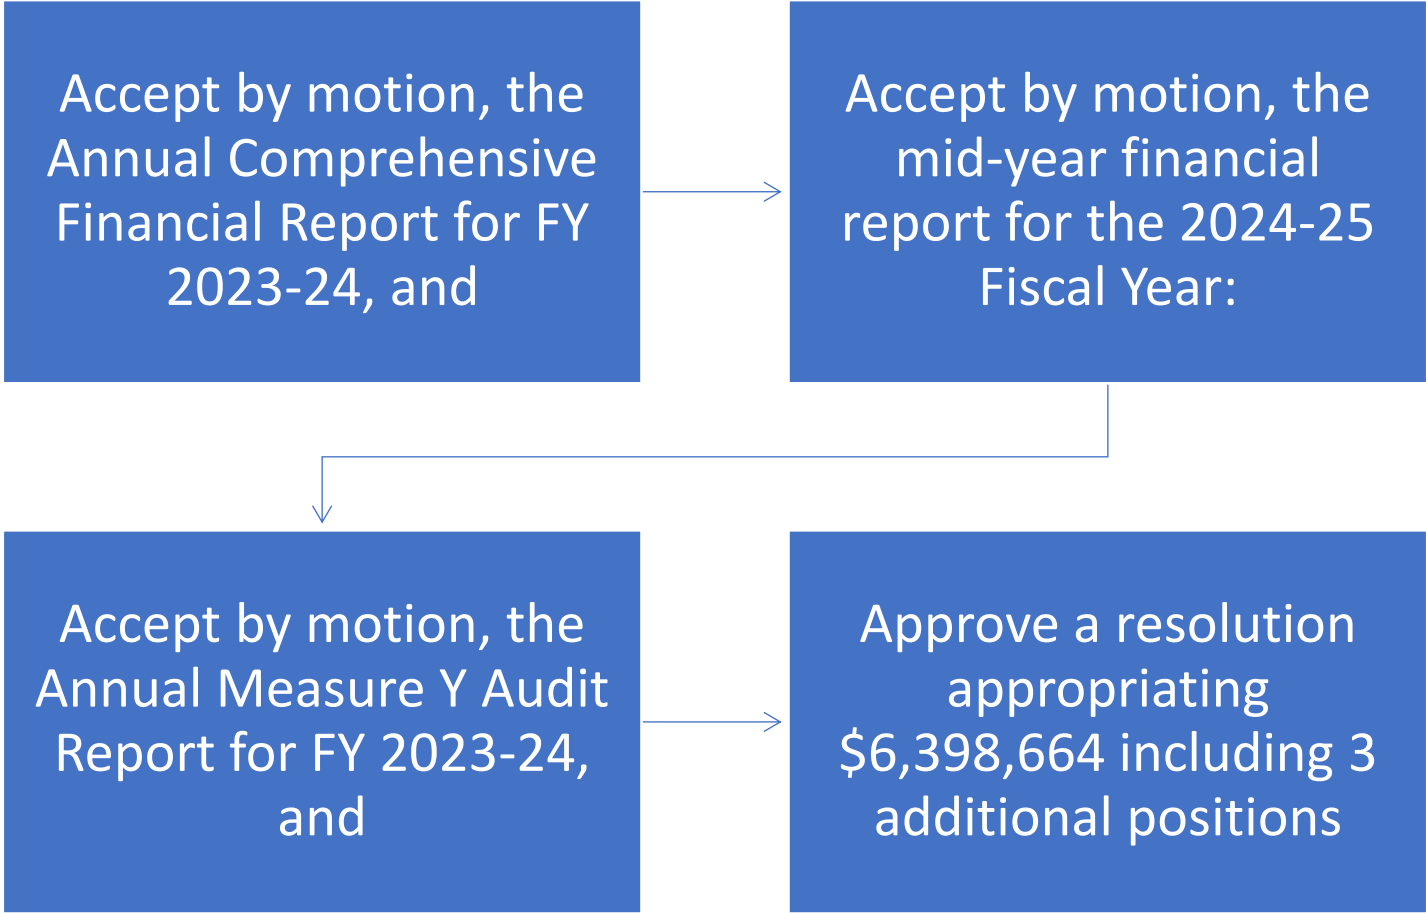 Accept by motion, the
Annual Comprehensive
Financial Report for FY
2023-24, and
Accept by motion, the
mid-year financial
report for the 2024-25
Fiscal Year:
Accept by motion, the
Annual Measure Y Audit
Report for FY 2023-24,
and
Approve a resolution
appropriating
$6,398,664 including 3
additional positions